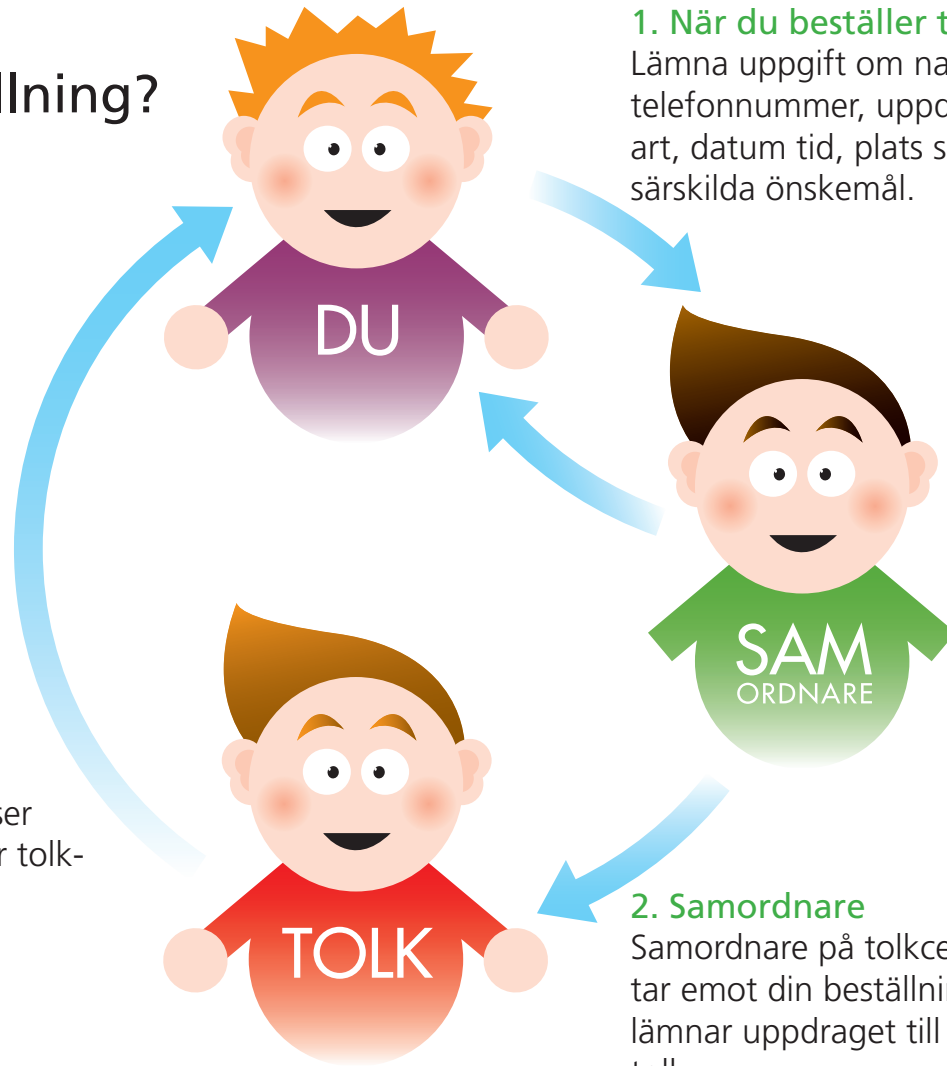 llning?
1. När du beställer t
Lämna uppgift om na
telefonnummer, uppd
art, datum tid, plats s
särskilda önskemål.
DU
SAM
ORDNARE
ser
r tolk-
TOLK
2. Samordnare
Samordnare på tolkce
tar emot din beställnin
lämnar uppdraget till